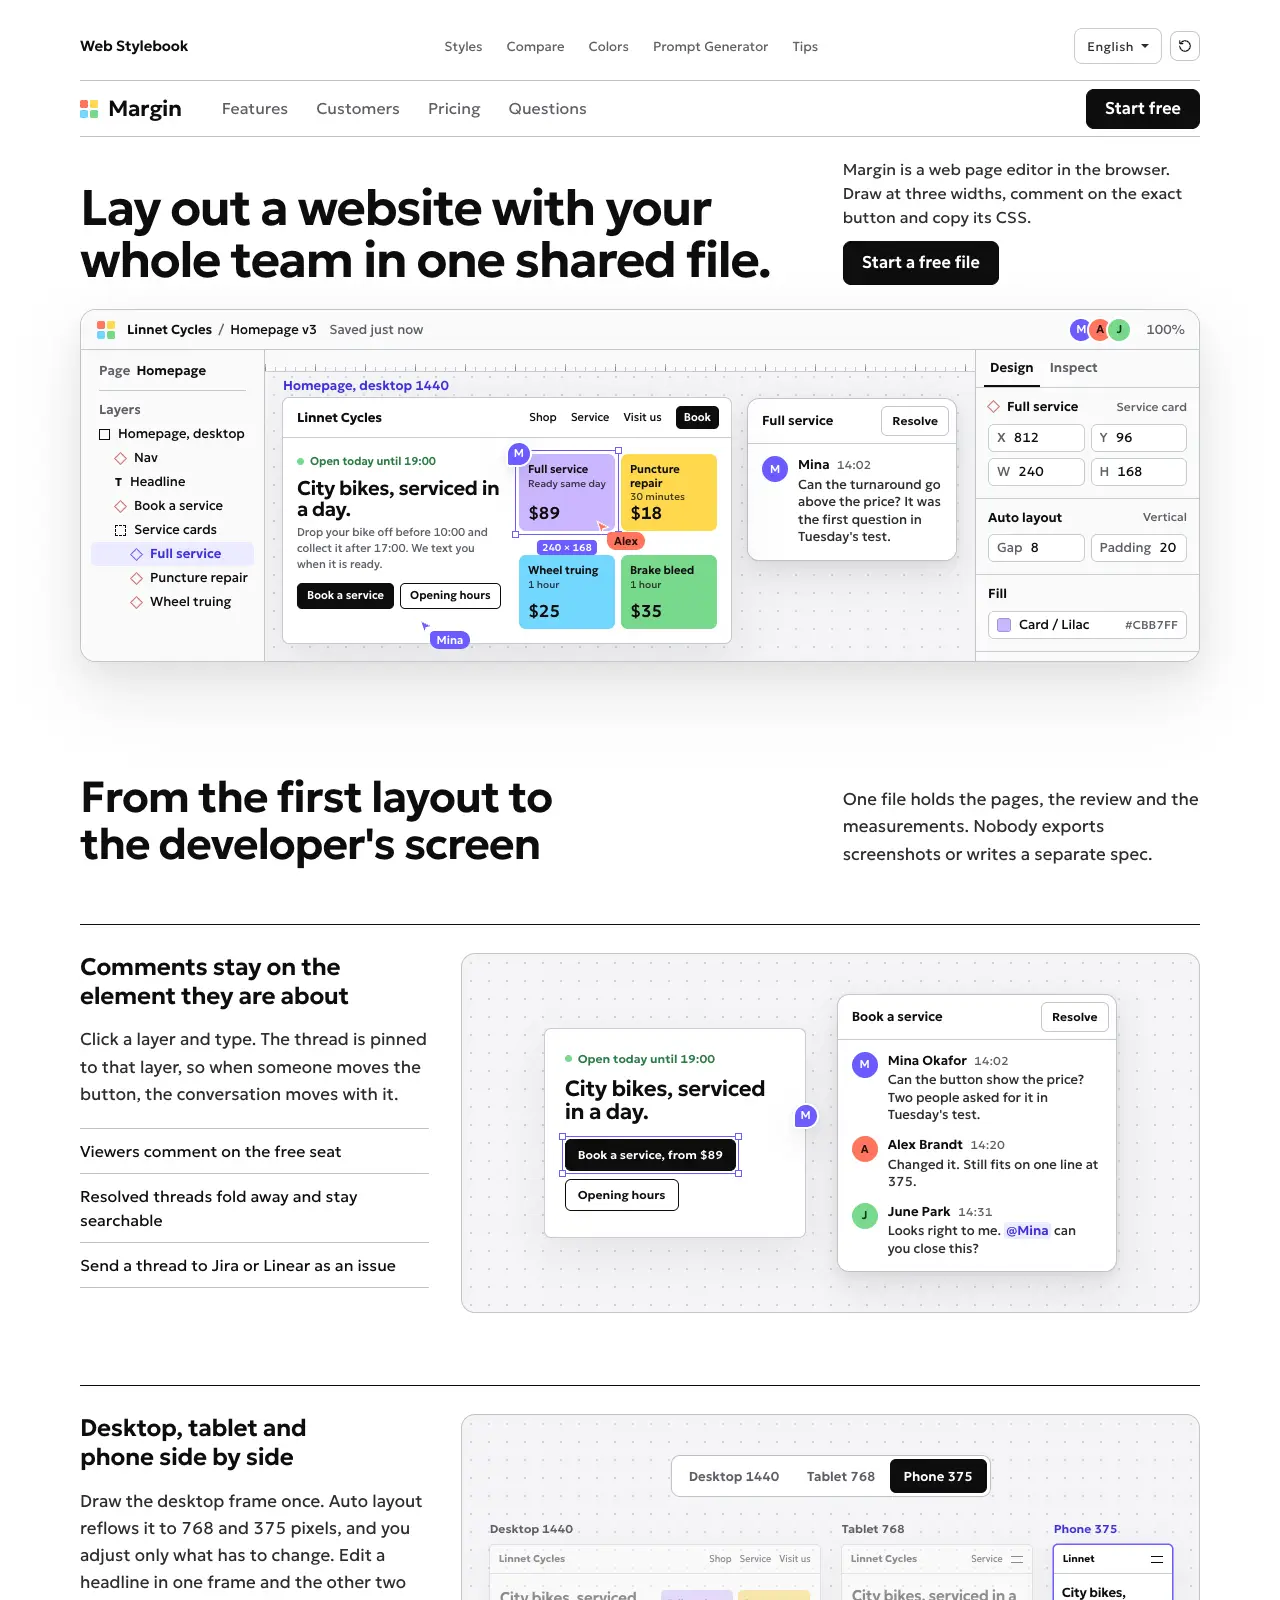 Web Stylebook
Styles
Compare
Colors
Prompt Generator
Tips
English
Margin
Features
Customers
Pricing
Questions
Start free
Lay out a website with your
whole team in one shared file.
Margin is a web page editor in the browser.
Draw at three widths, comment on the exact
button and copy its CSS.
Start a free file
Linnet Cycles / Homepage v3 Saved just now
M
A
J
100%
Page Homepage
Layers
Homepage, desktop
Nav
T Headline
Book a service
Service cards
Full service
Puncture repair
Wheel truing
Homepage, desktop 1440
Linnet Cycles
Shop
Service
Visit us
Book
Open today until 19:00
City bikes, serviced in
a day.
Drop your bike off before 10:00 and
collect it after 17:00. We text you
when it is ready.
Book a service
Opening hours
Mina
M
Full service
Ready same day
$89
Alex
240 × 168
Puncture
repair
30 minutes
$18
Wheel truing
1 hour
$25
Brake bleed
1 hour
$35
Full service
Resolve
M
Mina 14:02
Can the turnaround go
above the price? It was
the first question in
Tuesday's test.
Design
Inspect
Full service
Service card
X 812
Y 96
W 240
H 168
Auto layout
Vertical
Gap 8
Padding 20
Fill
Card / Lilac
#CBB7FF
From the first layout to
the developer's screen
One file holds the pages, the review and the
measurements. Nobody exports
screenshots or writes a separate spec.
Comments stay on the
element they are about
Click a layer and type. The thread is pinned
to that layer, so when someone moves the
button, the conversation moves with it.
Viewers comment on the free seat
Resolved threads fold away and stay
searchable
Send a thread to Jira or Linear as an issue
Open today until 19:00
City bikes, serviced
in a day.
Book a service, from $89
Opening hours
M
Book a service
Resolve
M
Mina Okafor 14:02
Can the button show the price?
Two people asked for it in
Tuesday's test.
A
Alex Brandt 14:20
Changed it. Still fits on one line at
375.
J
June Park 14:31
Looks right to me. @Mina can
you close this?
Desktop, tablet and
phone side by side
Draw the desktop frame once. Auto layout
reflows it to 768 and 375 pixels, and you
adjust only what has to change. Edit a
headline in one frame and the other two
Desktop 1440
Tablet 768
Phone 375
Desktop 1440
Linnet Cycles
Shop
Service
Visit us
City bikes, serviced
Tablet 768
Linnet Cycles
Service
City bikes, serviced in a
Phone 375
Linnet
City bikes,